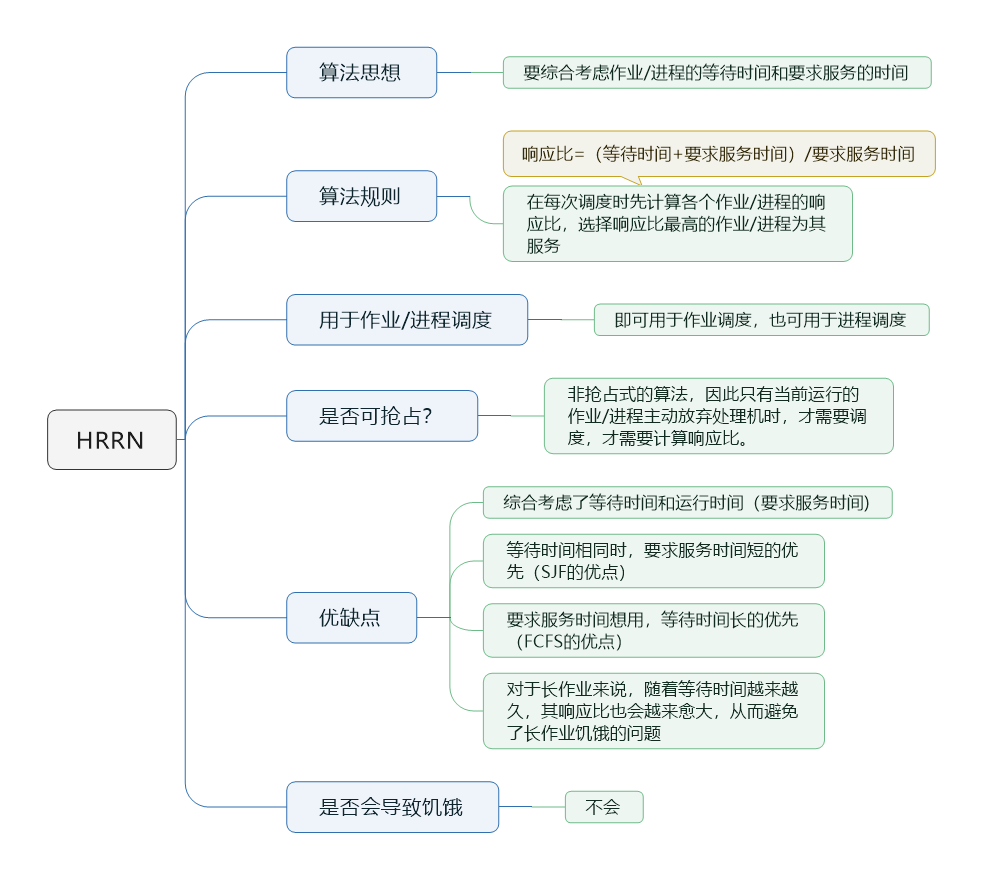 HRRN
算法思想
要综合考虑作业/进程的等待时间和要求服务的时间
算法规则
响应比=（等待时间+要求服务时间）/要求服务时间
在每次调度时先计算各个作业/进程的响
应比，选择响应比最高的作业/进程为其
服务
用于作业/进程调度
即可用于作业调度，也可用于进程调度
是否可抢占？
非抢占式的算法，因此只有当前运行的
作业/进程主动放弃处理机时，才需要调
度，才需要计算响应比。
优缺点
综合考虑了等待时间和运行时间（要求服务时间)
等待时间相同时，要求服务时间短的优
先（SJF的优点）
要求服务时间想用，等待时间长的优先
（FCFS的优点）
对于长作业来说，随着等待时间越来越
久，其响应比也会越来愈大，从而避免
了长作业饥饿的问题
是否会导致饥饿
不会